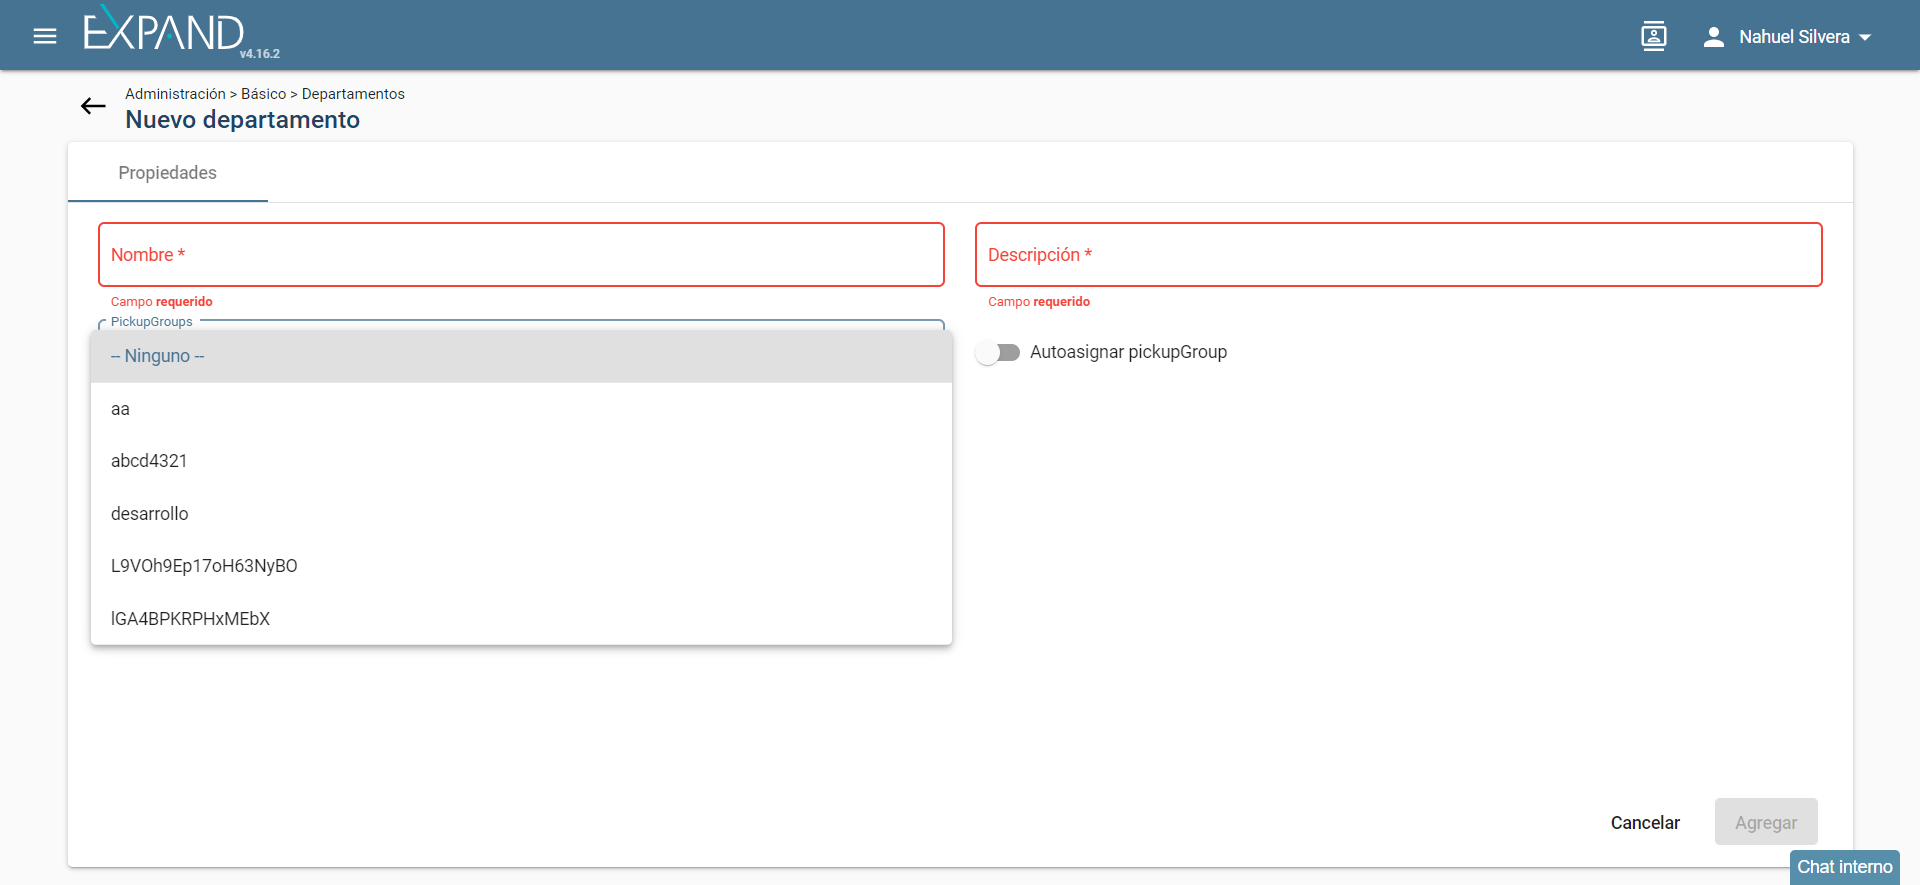 EXPAND
v4.16.2
Nahuel Silvera
Administración > Básico > Departamentos
Nuevo departamento
Propiedades
Nombre *
Descripción *
Campo requerido
Campo requerido
PickupGroups
-- Ninguno --
Autoasignar pickupGroup
aa
abcd4321
desarrollo
L9VOh9Ep17oH63NyBO
lGA4BPKRPHxMEbX
Cancelar
Agregar
Chat interno